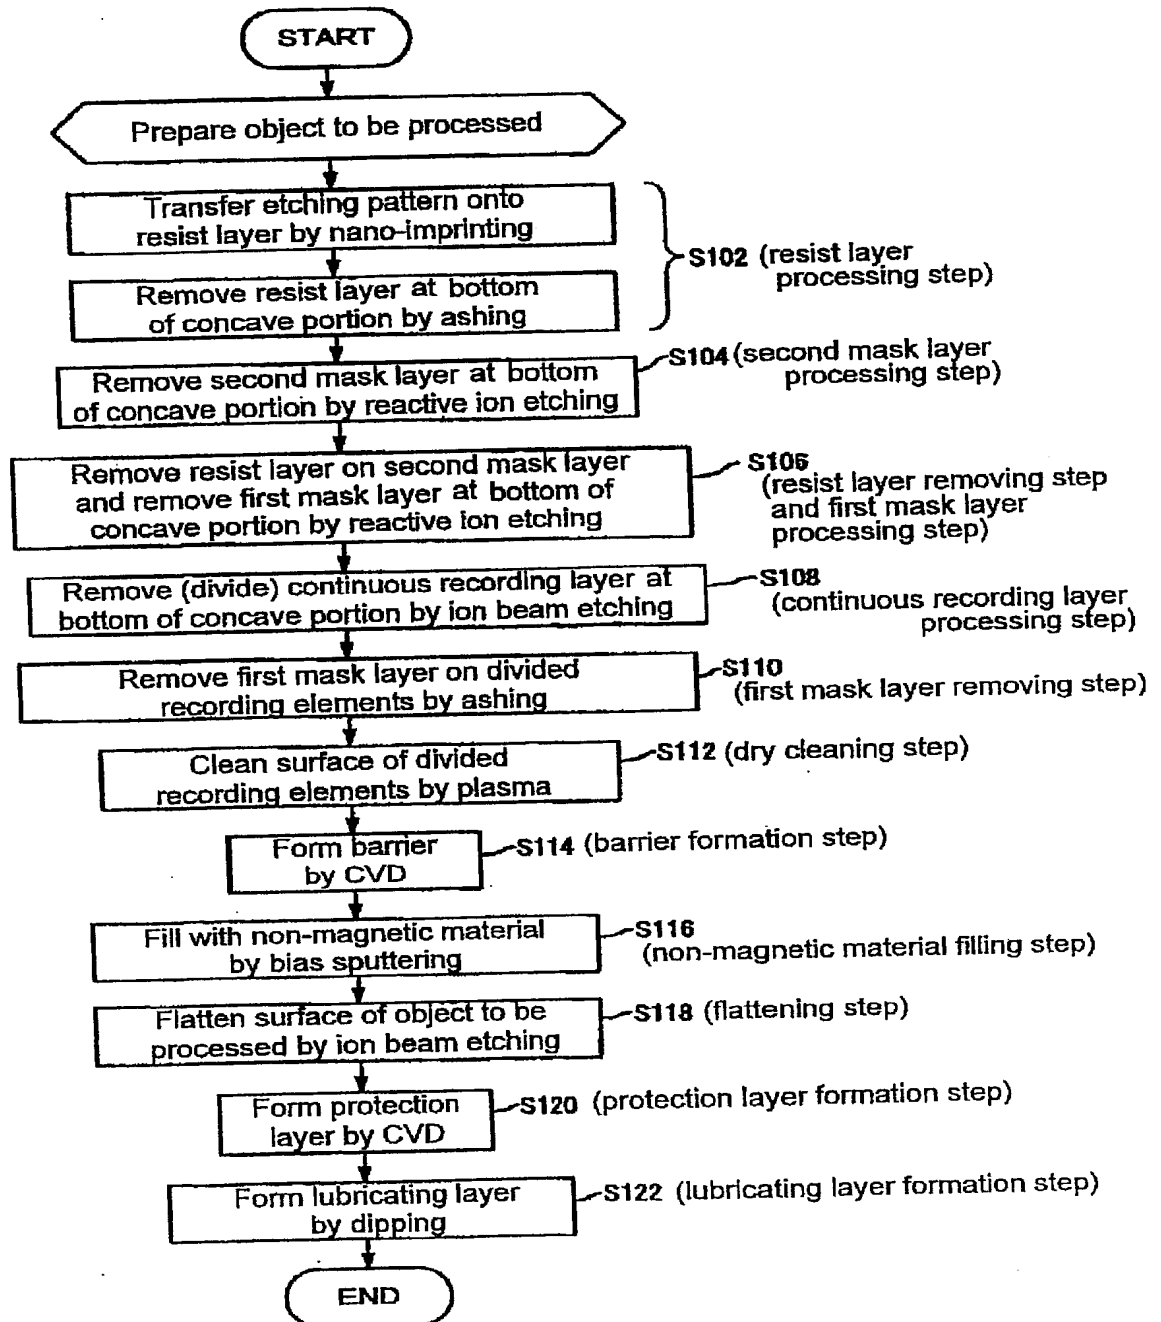 START
Prepare object to be processed
Transfer etching pattern onto
resist layer by nano-imprinting
S102 (resist layer
processing step)
Remove resist layer at bottom
of concave portion by ashing
Remove second mask layer at bottom
of concave portion by reactive ion etching
S104 (second mask layer
processing step)
Remove resist layer on second mask layer
and remove first mask layer at bottom of
concave portion by reactive ion etching
S106
(resist layer removing step
and first mask layer
processing step)
Remove (divide) continuous recording layer at
bottom of concave portion by ion beam etching
S108
(continuous recording layer
processing step)
Remove first mask layer on divided
recording elements by ashing
S110
(first mask layer removing step)
Clean surface of divided
recording elements by plasma
S112 (dry cleaning step)
Form barrier
by CVD
S114 (barrier formation step)
Fill with non-magnetic material
by bias sputtering
S116
(non-magnetic material filling step)
Flatten surface of object to be
processed by ion beam etching
S118 (flattening step)
Form protection
layer by CVD
S120 (protection layer formation step)
Form lubricating layer
by dipping
S122 (lubricating layer formation step)
END